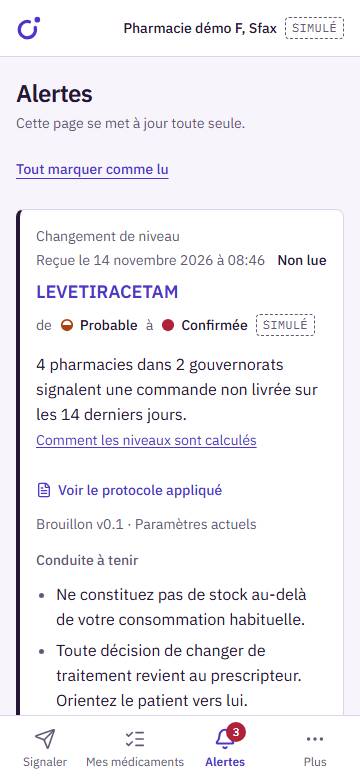 Pharmacie démo F, Sfax SIMULÉ
Alertes
Cette page se met à jour toute seule.
Tout marquer comme lu
Changement de niveau
Reçue le 14 novembre 2026 à 08:46 Non lue
LEVETIRACETAM
de Probable à Confirmée SIMULÉ
4 pharmacies dans 2 gouvernorats
signalent une commande non livrée sur
les 14 derniers jours.
Comment les niveaux sont calculés
Voir le protocole appliqué
Brouillon v0.1 · Paramètres actuels
Conduite à tenir
• Ne constituez pas de stock au-delà
de votre consommation habituelle.
• Toute décision de changer de
traitement revient au prescripteur.
Orientez le patient vers lui.
3
Signaler Mes médicaments Alertes Plus